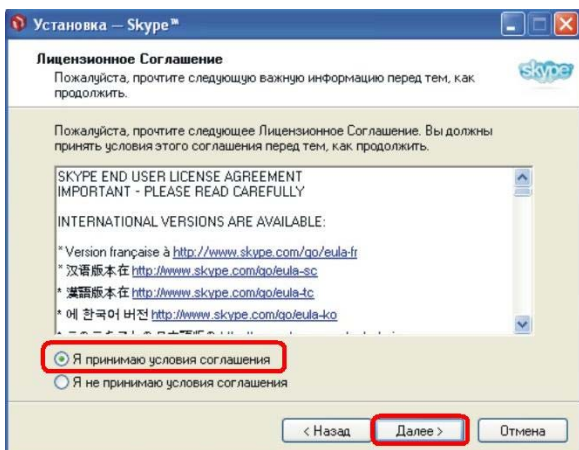 Установка — Skype™
Лицензионное Соглашение
Пожалуйста, прочтите следующую важную информацию перед тем, как
продолжить.
skype
Пожалуйста, прочтите следующее Лицензионное Соглашение. Вы должны
принять условия этого соглашения перед тем, как продолжить.
SKYPE END USER LICENSE AGREEMENT
IMPORTANT - PLEASE READ CAREFULLY
INTERNATIONAL VERSIONS ARE AVAILABLE:
* Version française à http://www.skype.com/go/eula-fr
* 汉语版本在 http://www.skype.com/go/eula-sc
* 漢語版本在 http://www.skype.com/go/eula-tc
* 에 한국어 버전 http://www.skype.com/go/eula-ko
Я принимаю условия соглашения
Я не принимаю условия соглашения
< Назад
Далее >
Отмена